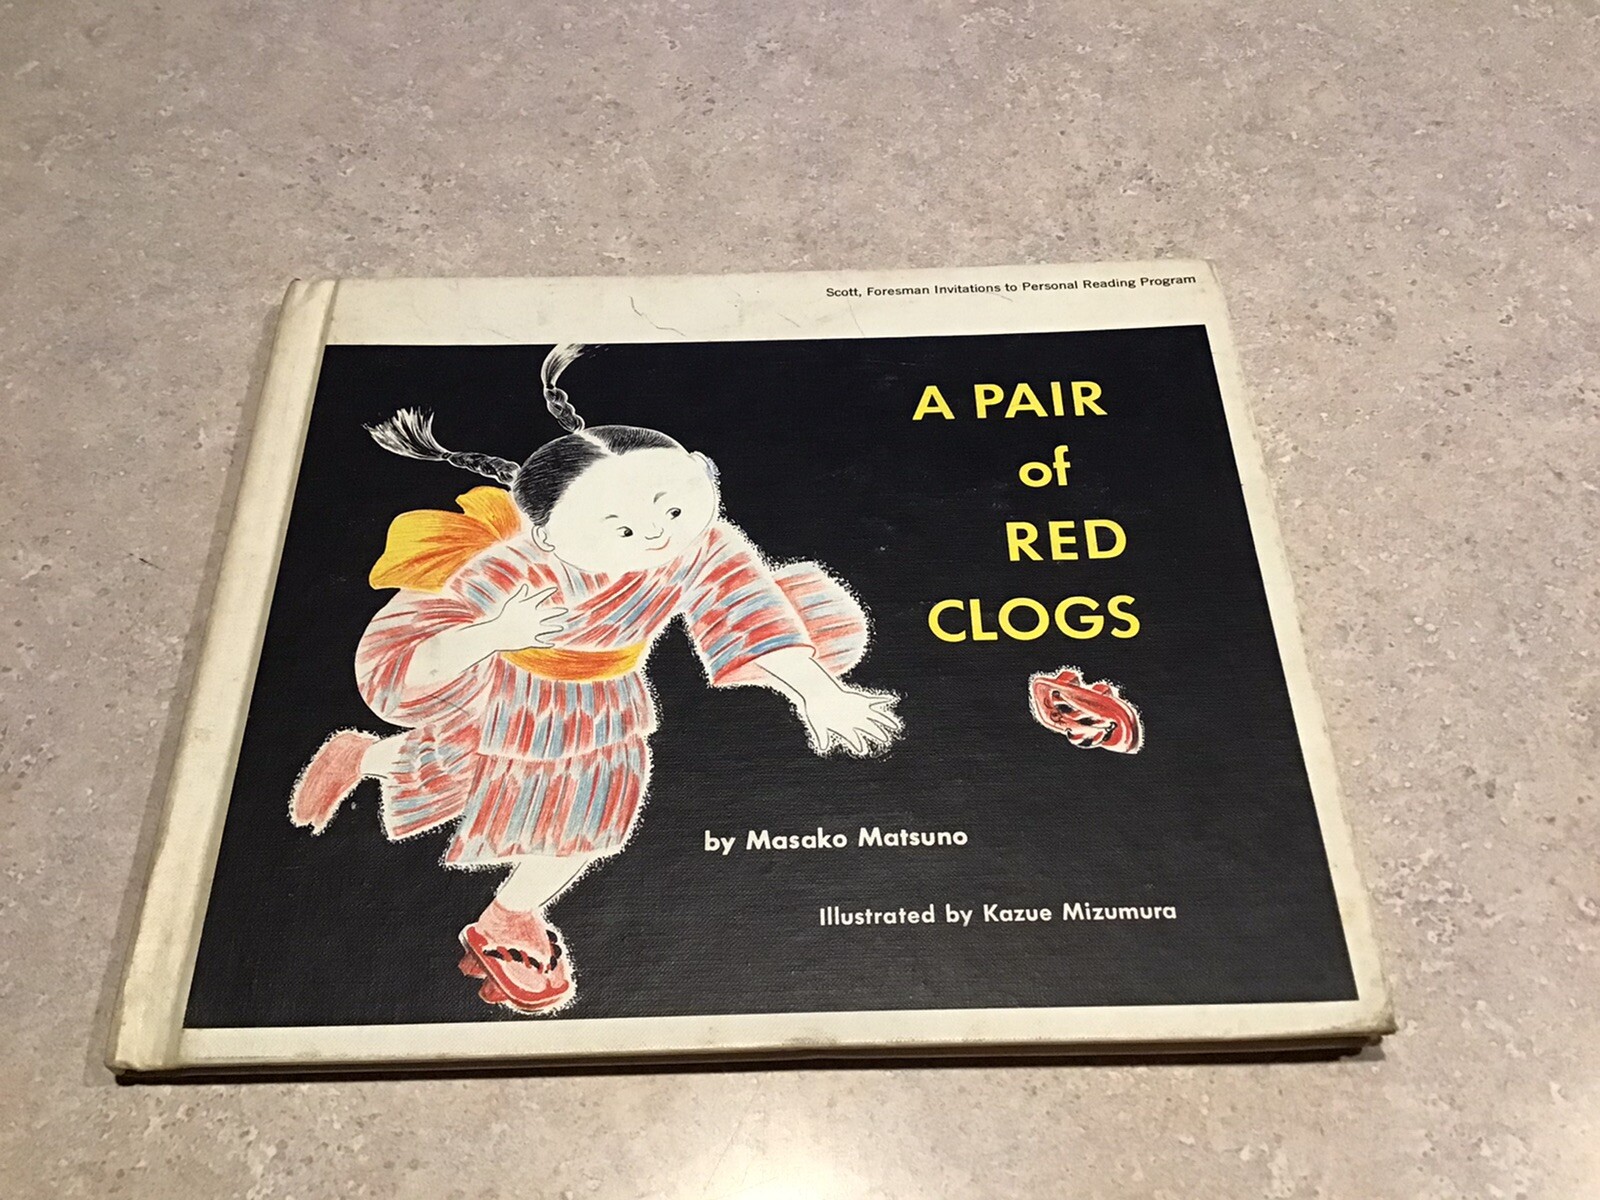 Scott, Foresman Invitations to Personal Reading Program
A PAIR
of
RED
CLOGS
by Masako Matsuno
Illustrated by Kazue Mizumura